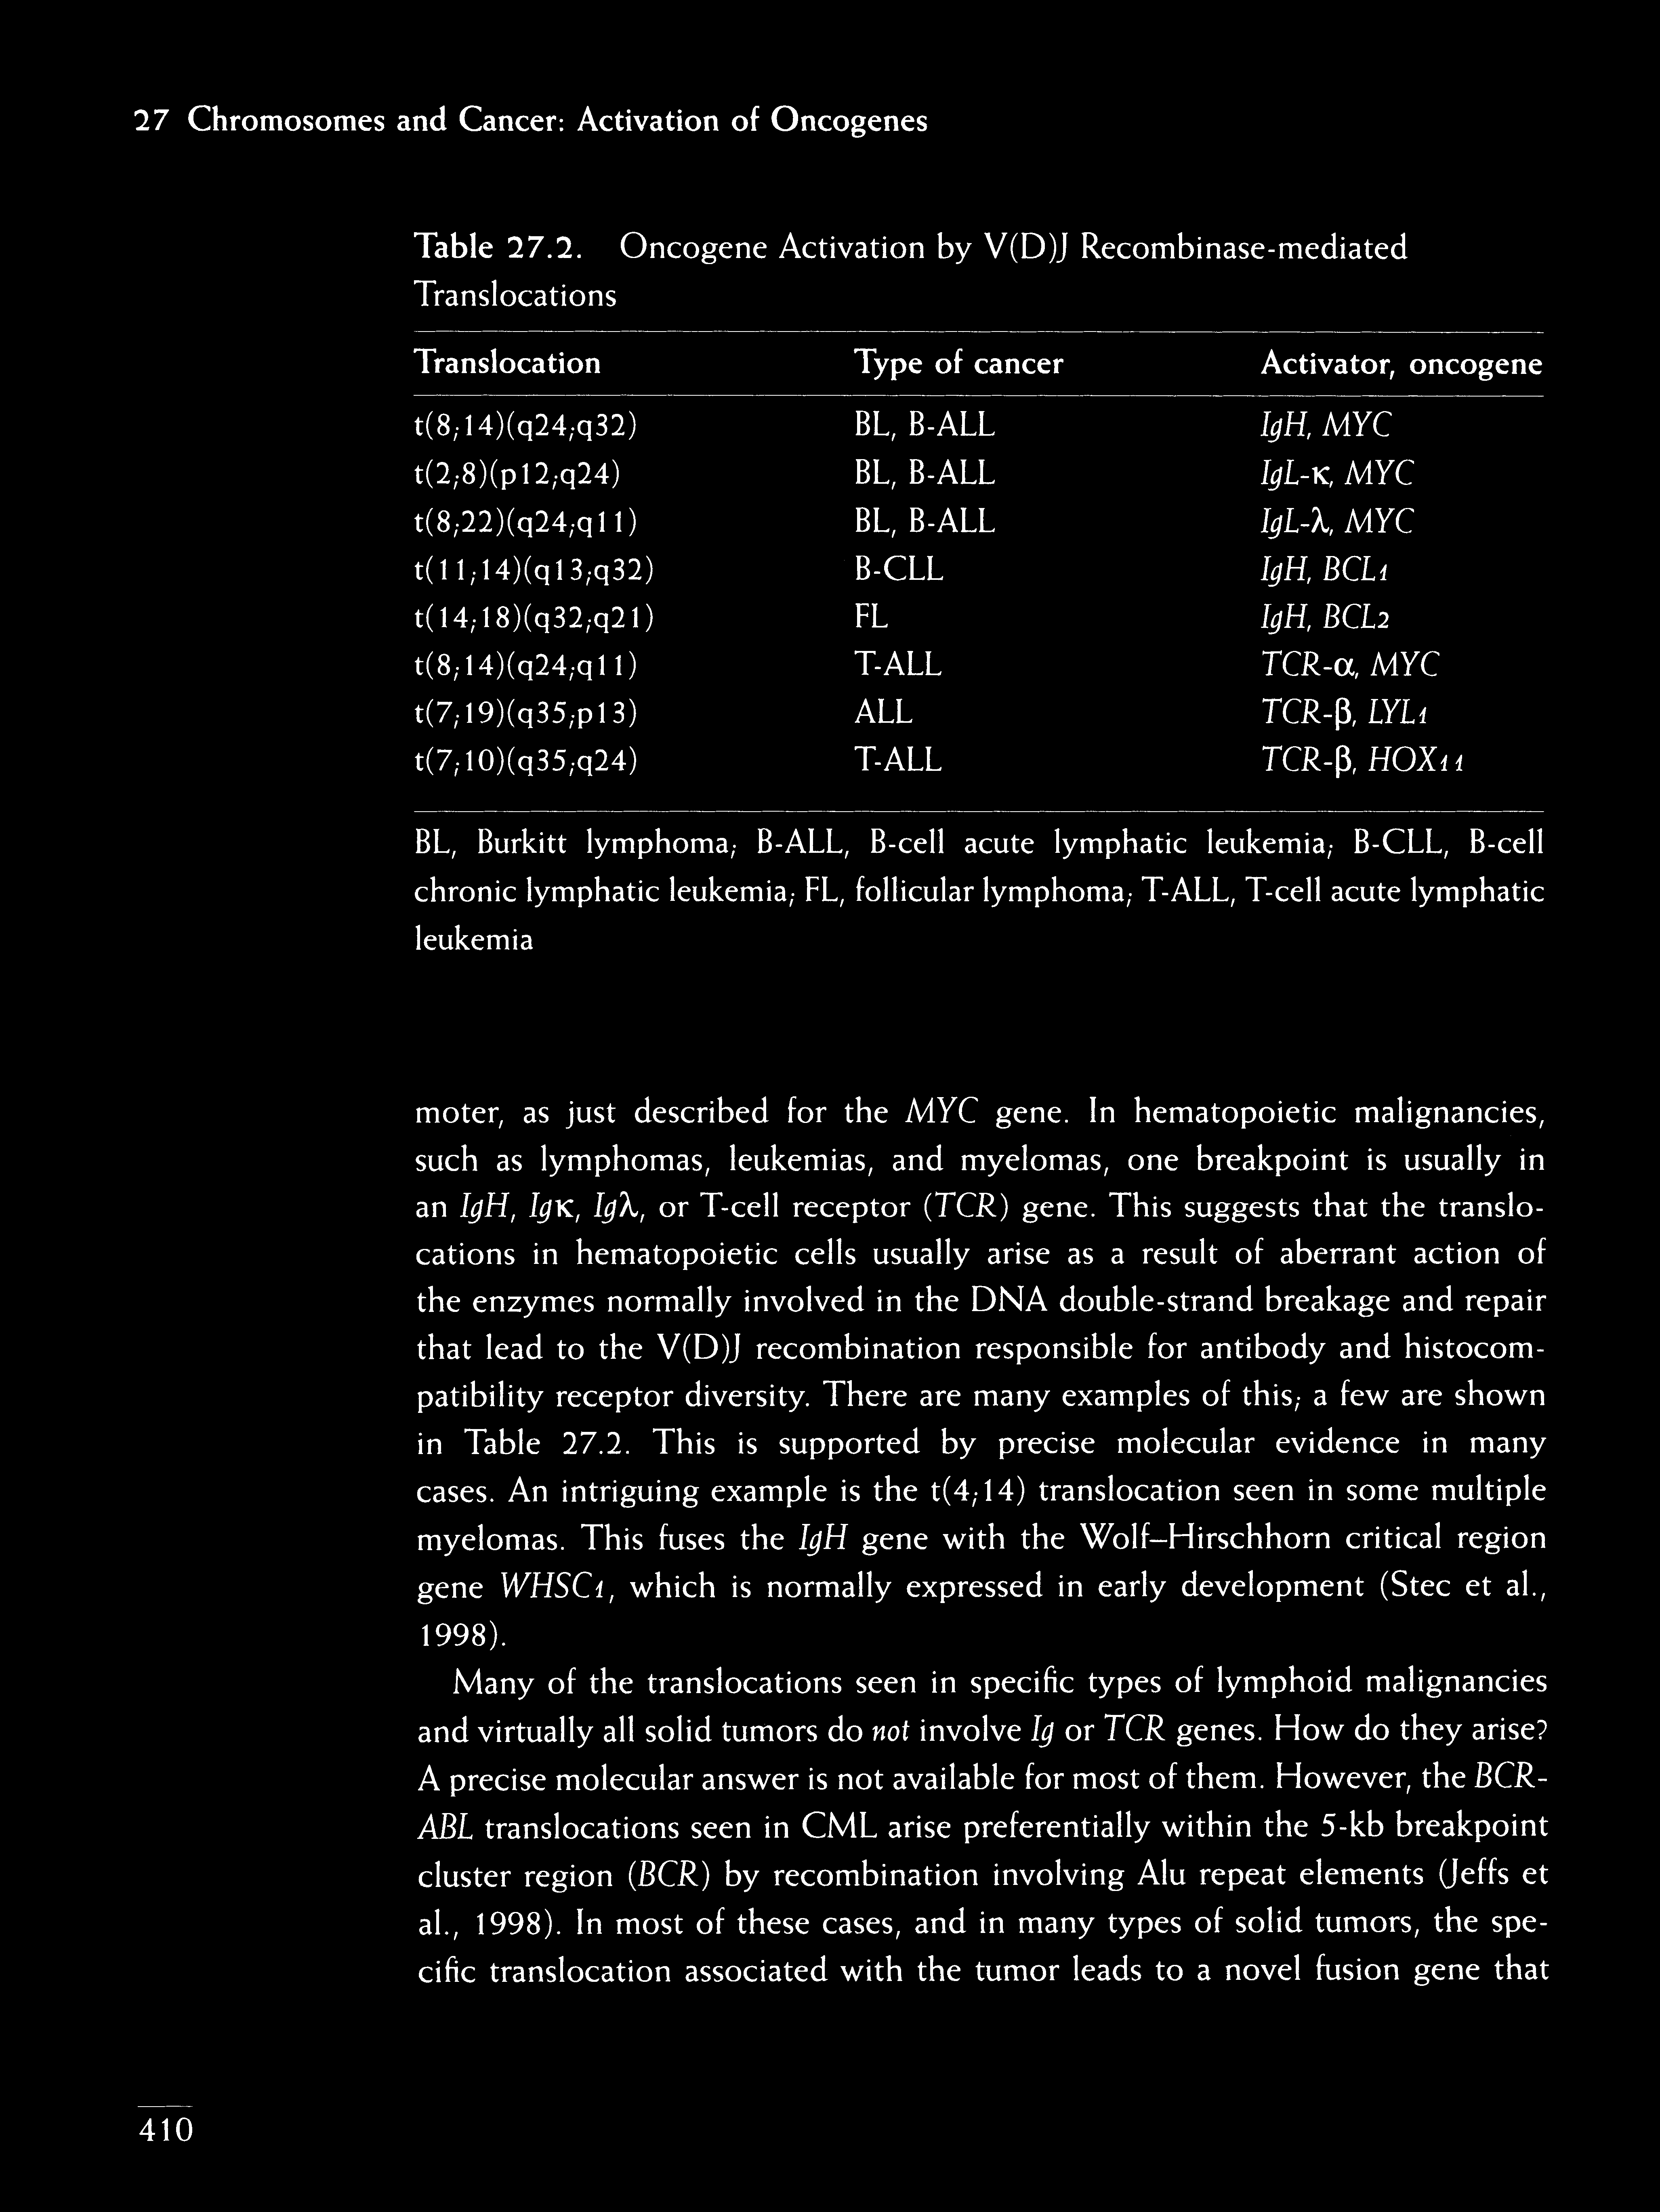 27 Chromosomes and Cancer: Activation of Oncogenes
Table 27.2. Oncogene Activation by V(D)J Recombinase-mediated
Translocations
Translocation Type of cancer Activator, oncogene
t(8;14)(q24;q32) BL, B-ALL IgH, MYC
t(2;8)(p12;q24) BL, B-ALL IgL-κ, MYC
t(8;22)(q24;q11) BL, B-ALL IgL-λ, MYC
t(11;14)(q13;q32) B-CLL IgH, BCL1
t(14;18)(q32;q21) FL IgH, BCL2
t(8;14)(q24;q11) T-ALL TCR-α, MYC
t(7;19)(q35;p13) ALL TCR-β, LYL1
t(7;10)(q35;q24) T-ALL TCR-β, HOX11
BL, Burkitt lymphoma; B-ALL, B-cell acute lymphatic leukemia; B-CLL, B-cell
chronic lymphatic leukemia; FL, follicular lymphoma; T-ALL, T-cell acute lymphatic
leukemia
moter, as just described for the MYC gene. In hematopoietic malignancies,
such as lymphomas, leukemias, and myelomas, one breakpoint is usually in
an IgH, Igκ, Igλ, or T-cell receptor (TCR) gene. This suggests that the translo-
cations in hematopoietic cells usually arise as a result of aberrant action of
the enzymes normally involved in the DNA double-strand breakage and repair
that lead to the V(D)J recombination responsible for antibody and histocom-
patibility receptor diversity. There are many examples of this; a few are shown
in Table 27.2. This is supported by precise molecular evidence in many
cases. An intriguing example is the t(4;14) translocation seen in some multiple
myelomas. This fuses the IgH gene with the Wolf–Hirschhorn critical region
gene WHSC1, which is normally expressed in early development (Stec et al.,
1998).
Many of the translocations seen in specific types of lymphoid malignancies
and virtually all solid tumors do not involve Ig or TCR genes. How do they arise?
A precise molecular answer is not available for most of them. However, the BCR-
ABL translocations seen in CML arise preferentially within the 5-kb breakpoint
cluster region (BCR) by recombination involving Alu repeat elements (Jeffs et
al., 1998). In most of these cases, and in many types of solid tumors, the spe-
cific translocation associated with the tumor leads to a novel fusion gene that
410